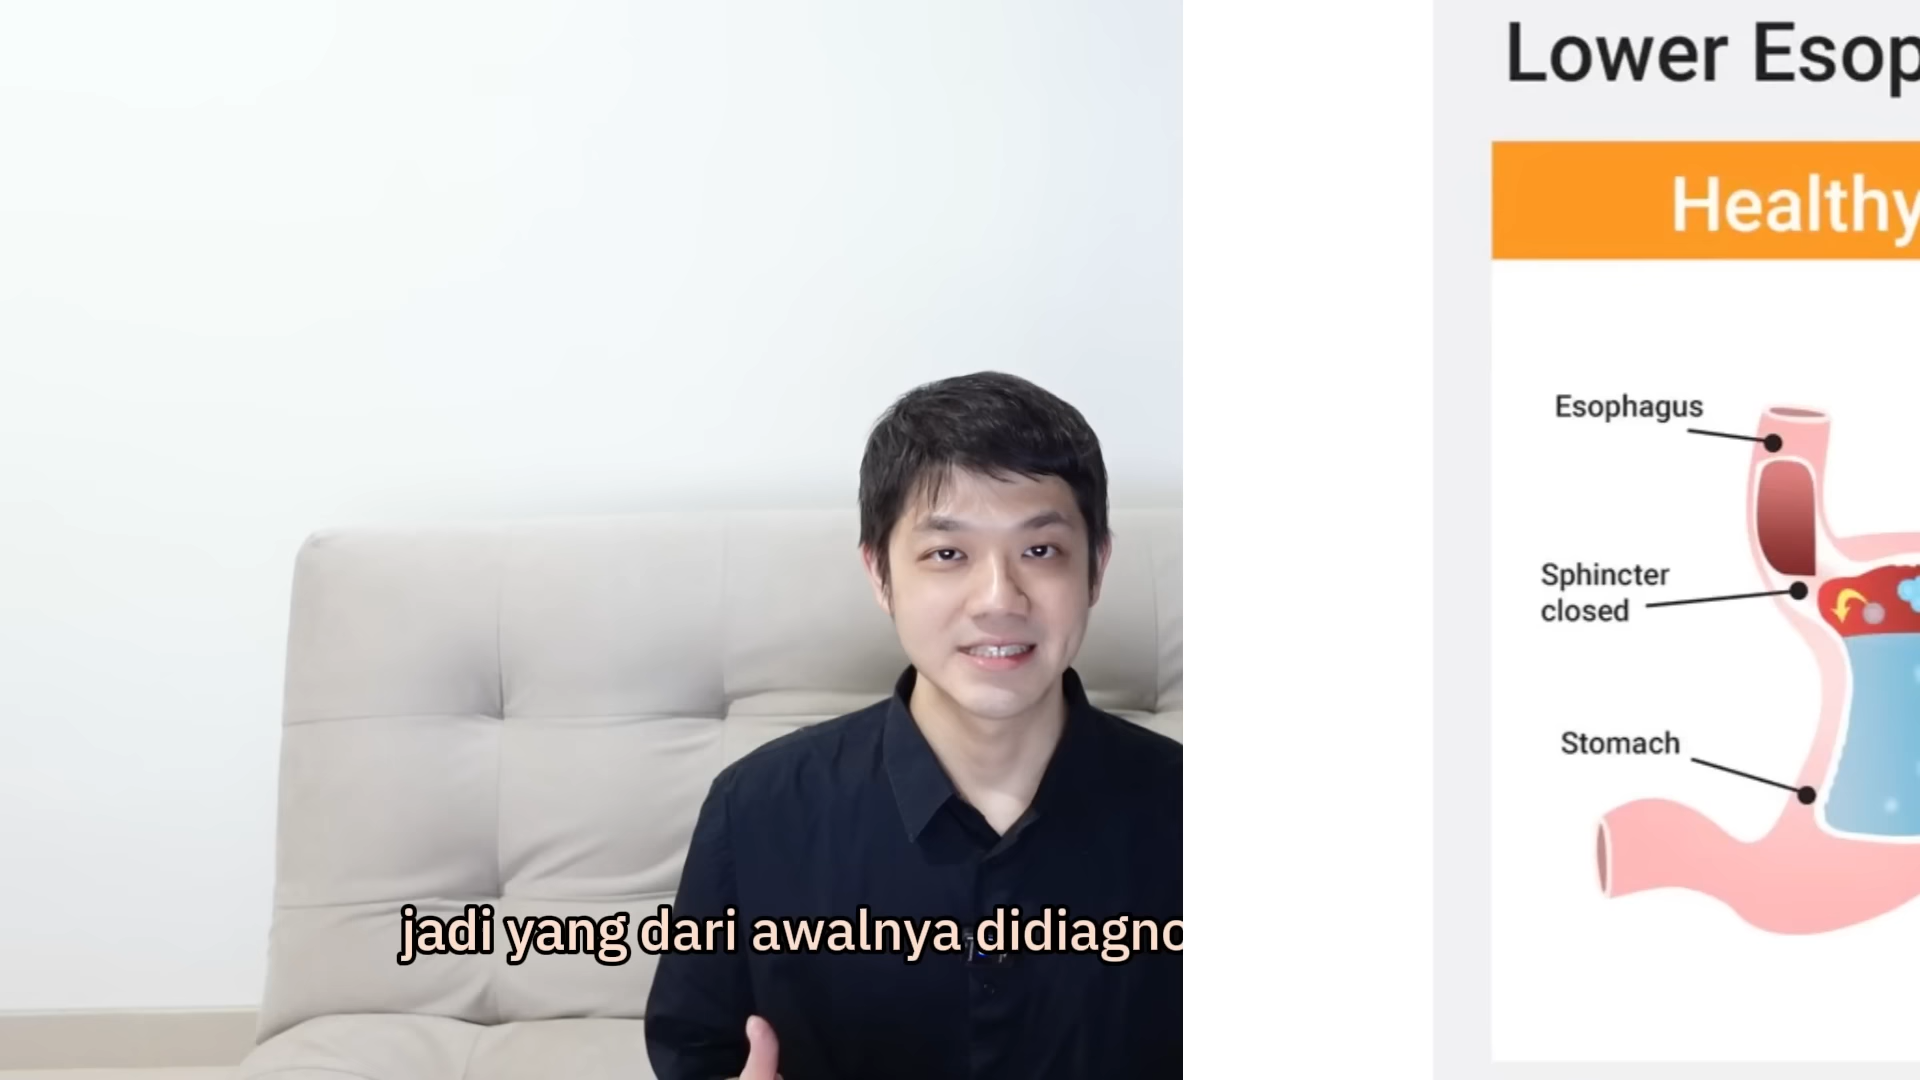 Lower Esop
Healthy
Esophagus
Sphincter
closed
Stomach
jadi yang dari awalnya didiagno